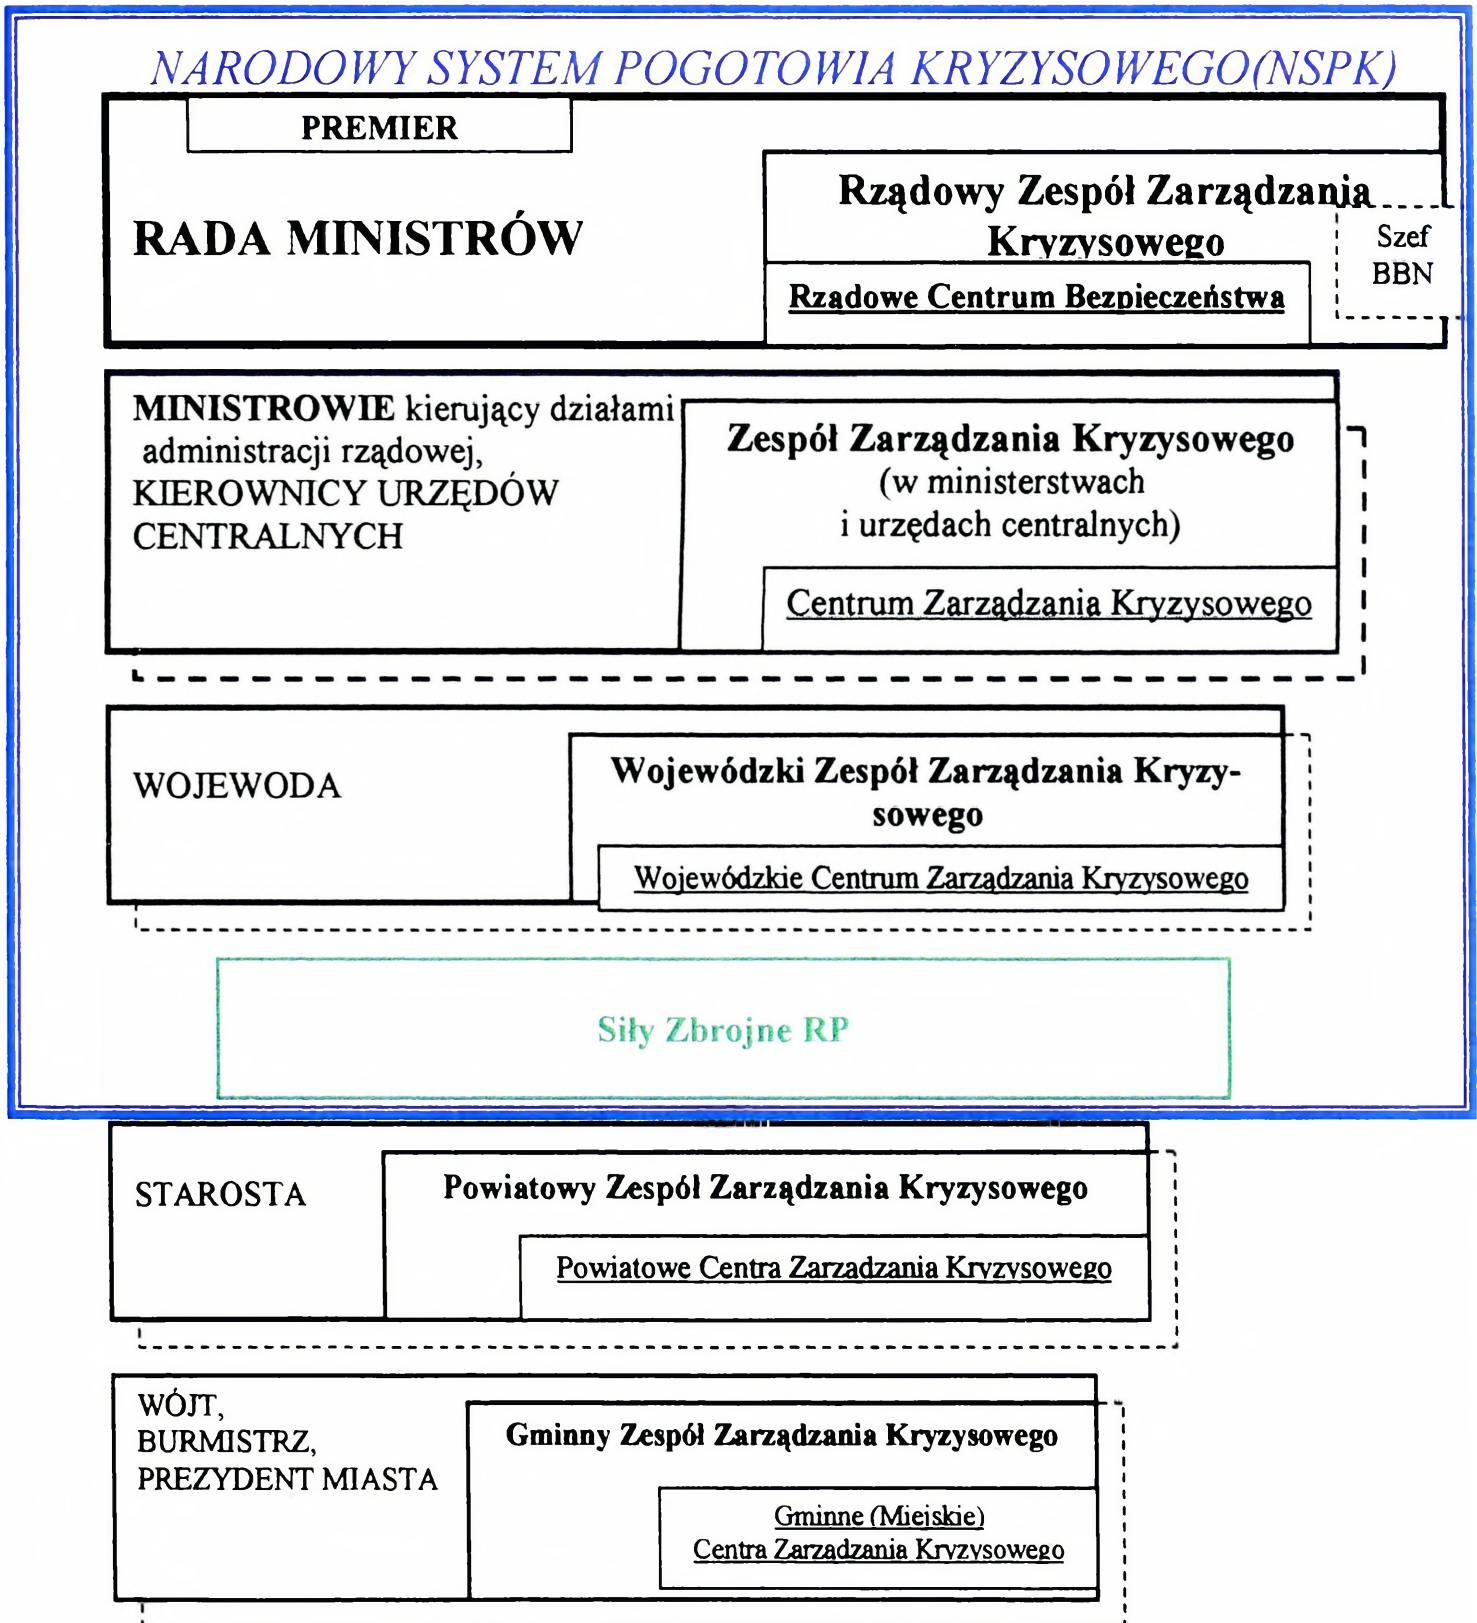 NARODOWY SYSTEM POGOTOWIA KRYZYSOWEGO(NSPK)
PREMIER
RADA MINISTRÓW
Rządowy Zespół Zarządzania
Kryzysowego
Rządowe Centrum Bezpieczeństwa
Szef
BBN
MINISTROWIE kierujący działami
administracji rządowej,
KIEROWNICY URZĘDÓW
CENTRALNYCH
Zespół Zarządzania Kryzysowego
(w ministerstwach
i urzędach centralnych)
Centrum Zarządzania Kryzysowego
WOJEWODA
Wojewódzki Zespół Zarządzania Kryzy-
sowego
Wojewódzkie Centrum Zarządzania Kryzysowego
Siły Zbrojne RP
STAROSTA
Powiatowy Zespół Zarządzania Kryzysowego
Powiatowe Centra Zarządzania Kryzysowego
WÓJT,
BURMISTRZ,
PREZYDENT MIASTA
Gminny Zespół Zarządzania Kryzysowego
Gminne (Miejskie)
Centra Zarządzania Kryzysowego